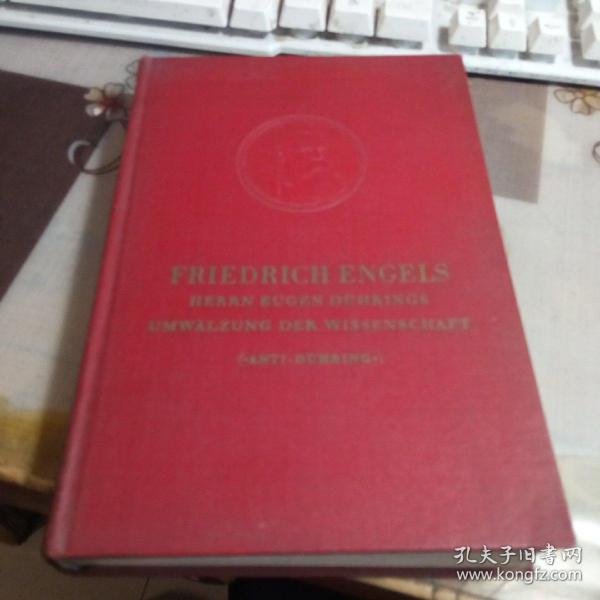 FRIEDRICH ENGELS
HERRN EUGEN DÜHRINGS
UMWÄLZUNG DER WISSENSCHAFT
(»ANTI-DÜHRING«)
孔夫子旧书网
www.kongfz.com